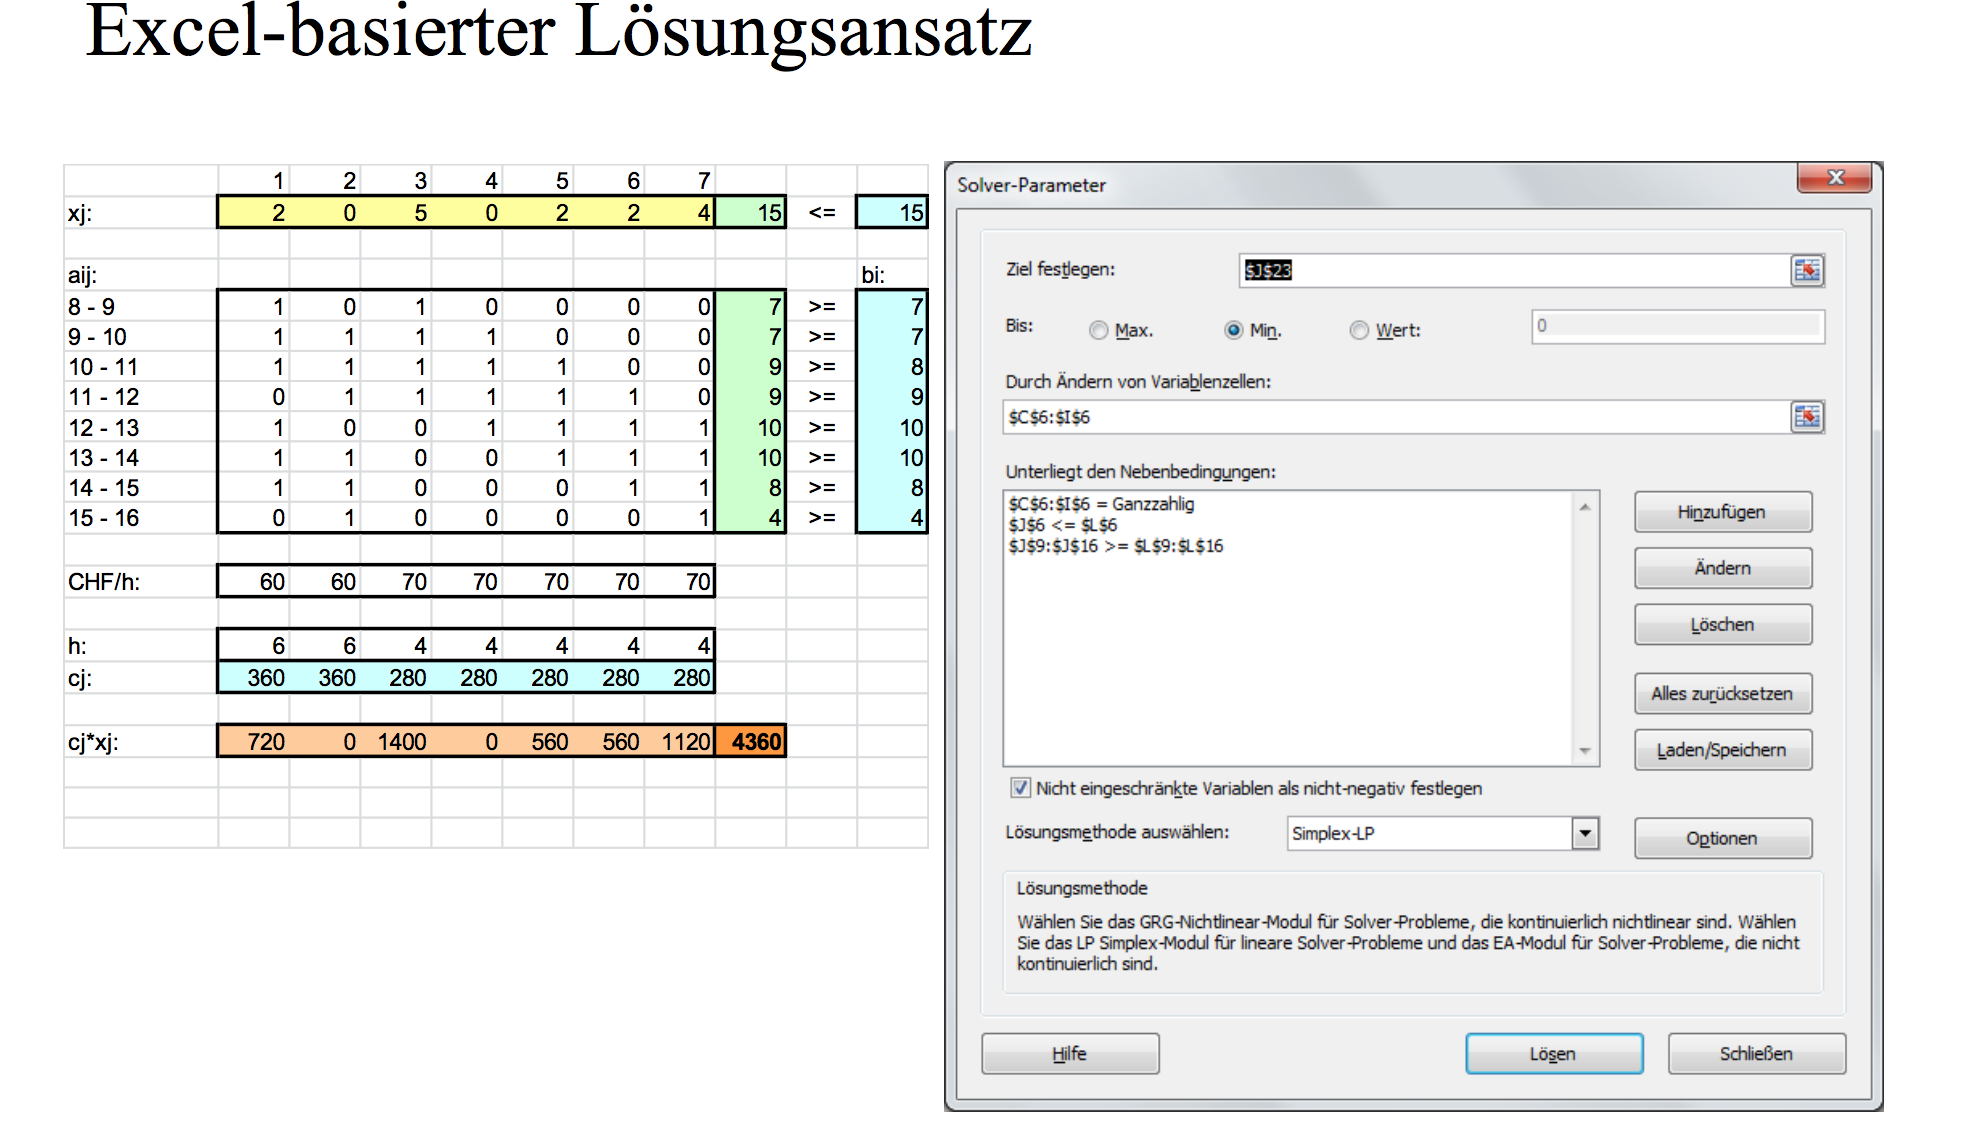 Excel-basierter Lösungsansatz
1 2 3 4 5 6 7
xj: 2 0 5 0 2 2 4 15 <= 15
aij: bi:
8 - 9 1 0 1 0 0 0 0 7 >= 7
9 - 10 1 1 1 1 0 0 0 7 >= 7
10 - 11 1 1 1 1 1 0 0 9 >= 8
11 - 12 0 1 1 1 1 1 0 9 >= 9
12 - 13 1 0 0 1 1 1 1 10 >= 10
13 - 14 1 1 0 0 1 1 1 10 >= 10
14 - 15 1 1 0 0 0 1 1 8 >= 8
15 - 16 0 1 0 0 0 0 1 4 >= 4
CHF/h: 60 60 70 70 70 70 70
h: 6 6 4 4 4 4 4
cj: 360 360 280 280 280 280 280
cj*xj: 720 0 1400 0 560 560 1120 4360
Solver-Parameter
Ziel festlegen: $J$23
Bis: Max. Min. Wert: 0
Durch Ändern von Variablenzellen:
$C$6:$I$6
Unterliegt den Nebenbedingungen:
$C$6:$I$6 = Ganzzahlig
$J$6 <= $L$6
$J$9:$J$16 >= $L$9:$L$16
Hinzufügen
Ändern
Löschen
Alles zurücksetzen
Laden/Speichern
Nicht eingeschränkte Variablen als nicht-negativ festlegen
Lösungsmethode auswählen: Simplex-LP Optionen
Lösungsmethode
Wählen Sie das GRG-Nichtlinear-Modul für Solver-Probleme, die kontinuierlich nichtlinear sind. Wählen
Sie das LP Simplex-Modul für lineare Solver-Probleme und das EA-Modul für Solver-Probleme, die nicht
kontinuierlich sind.
Hilfe Lösen Schließen